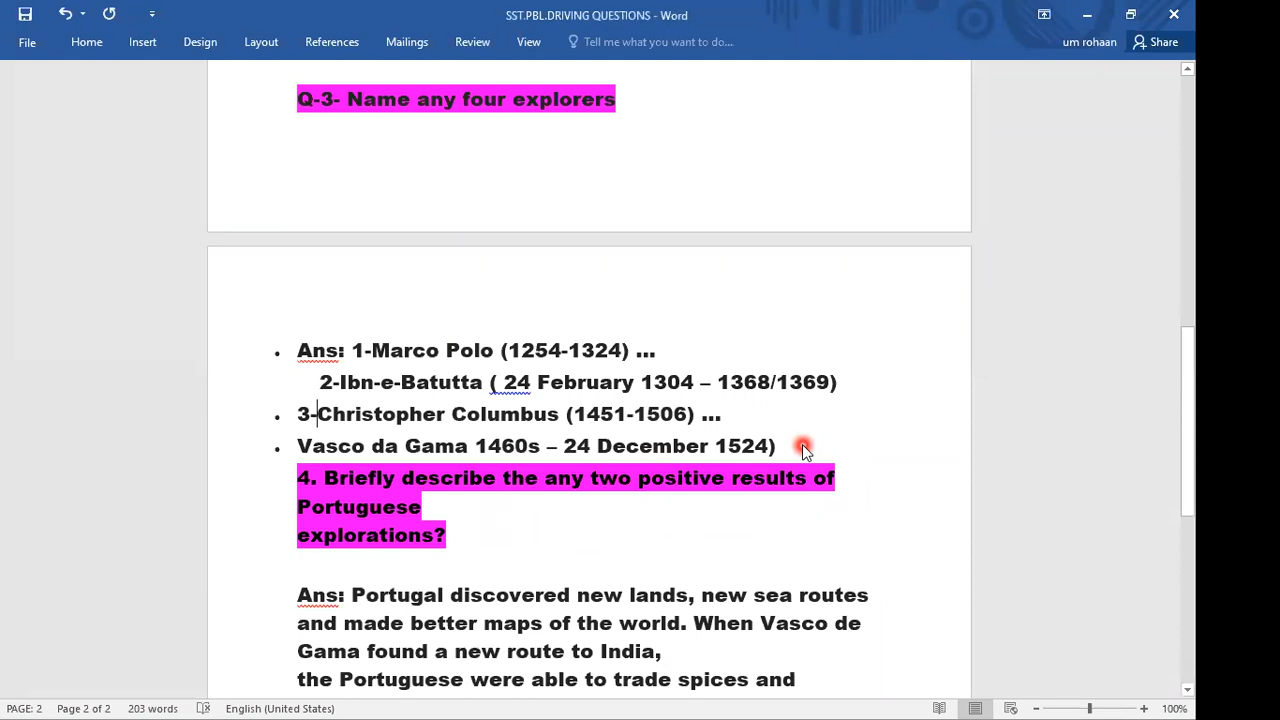 SST.PBL.DRIVING QUESTIONS - Word
File Home Insert Design Layout References Mailings Review View Tell me what you want to do... um rohaan Share
Q-3- Name any four explorers
• Ans: 1-Marco Polo (1254-1324) ...
2-Ibn-e-Batutta ( 24 February 1304 – 1368/1369)
• 3-Christopher Columbus (1451-1506) ...
• Vasco da Gama 1460s – 24 December 1524)
4. Briefly describe the any two positive results of
Portuguese
explorations?
Ans: Portugal discovered new lands, new sea routes
and made better maps of the world. When Vasco de
Gama found a new route to India,
the Portuguese were able to trade spices and
PAGE: 2 Page 2 of 2 203 words English (United States) 100%